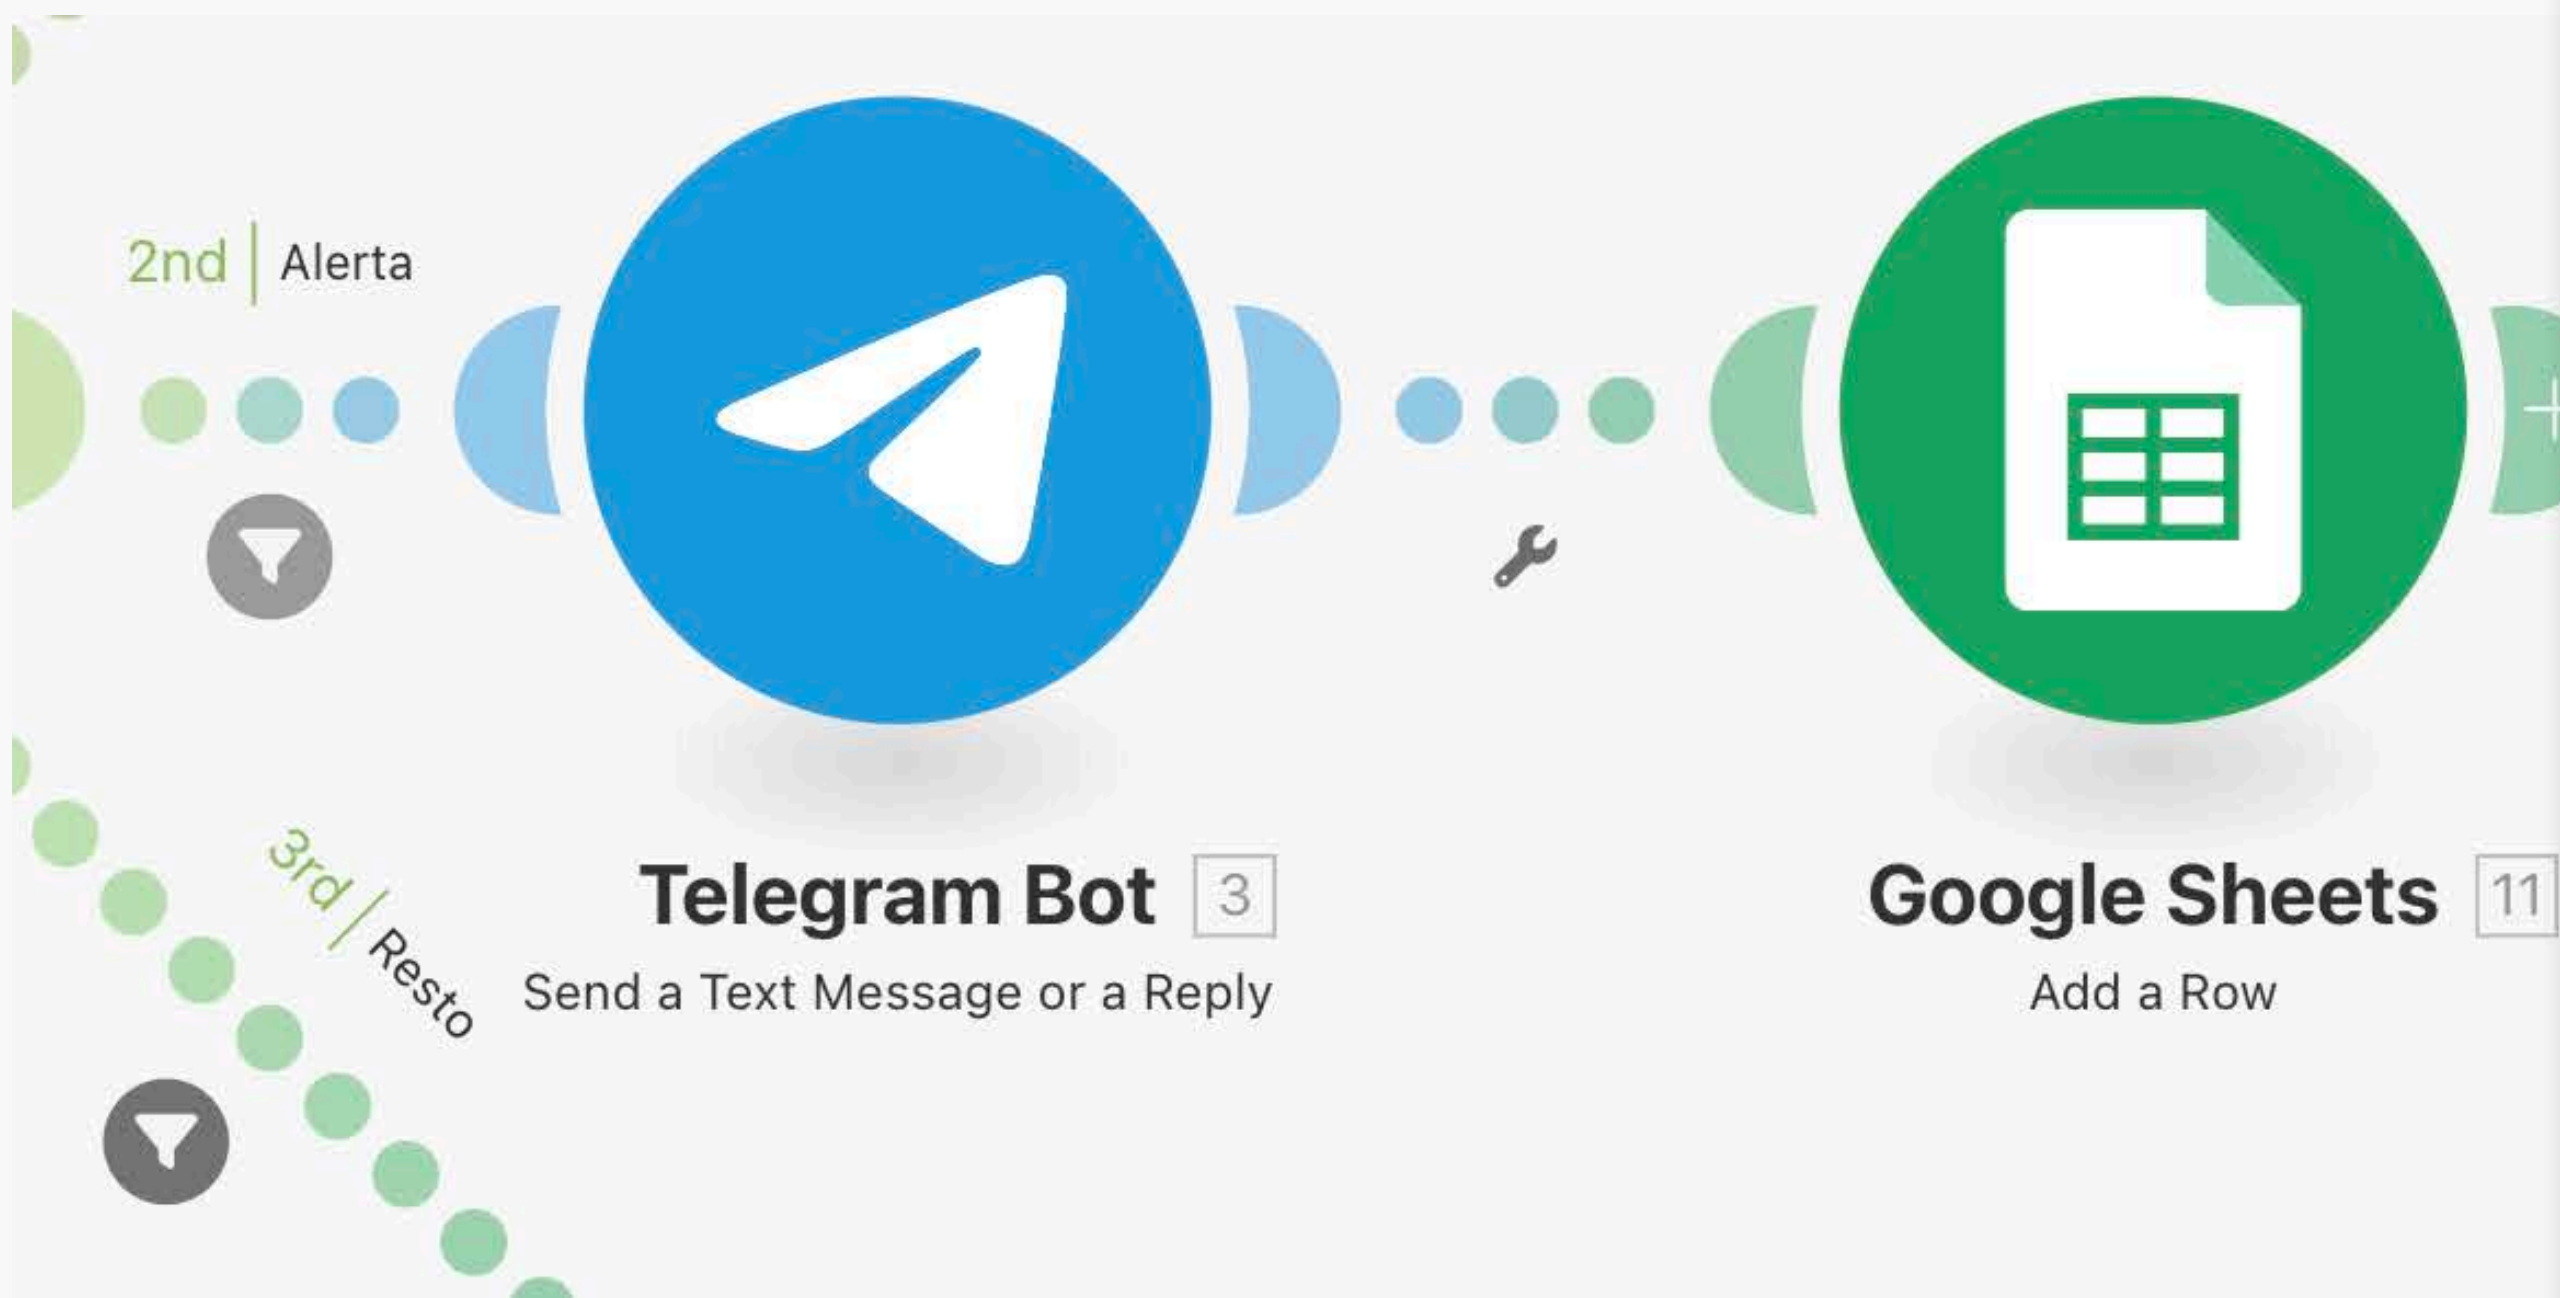 2nd | Alerta
3rd | Resto
Telegram Bot 3
Send a Text Message or a Reply
Google Sheets 11
Add a Row